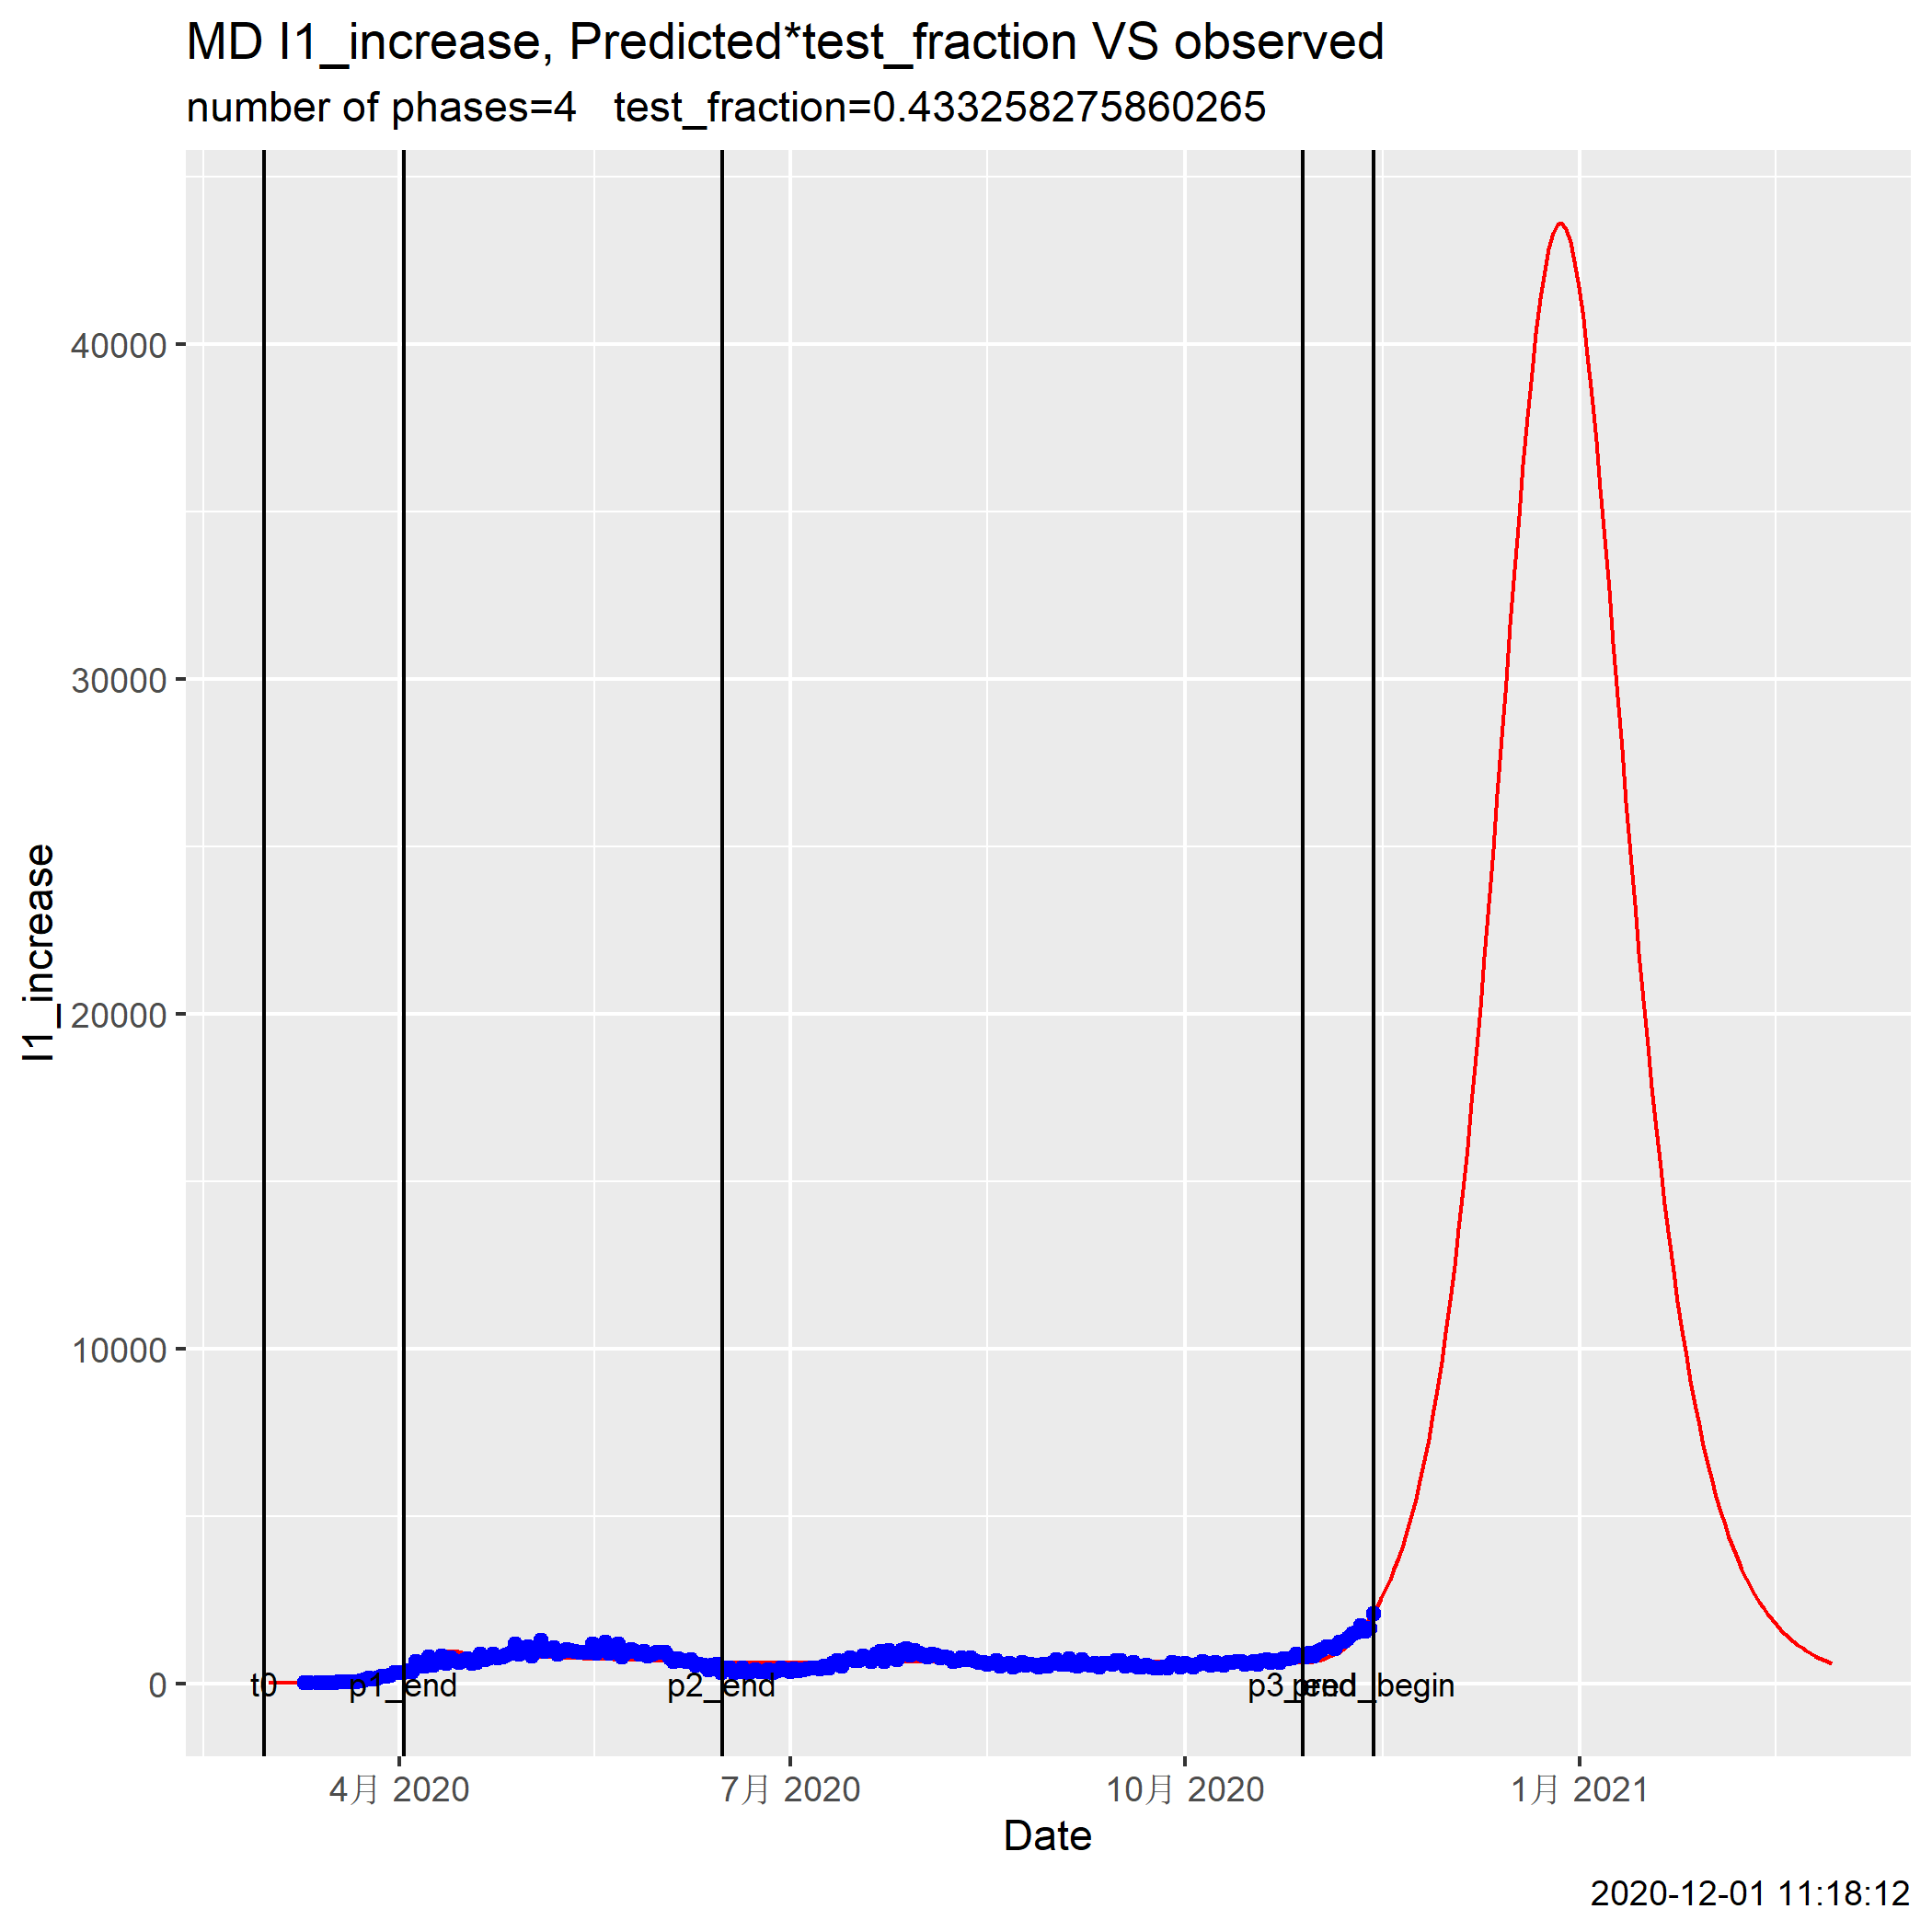 MD I1_increase, Predicted*test_fraction VS observed
number of phases=4 test_fraction=0.433258275860265
I1_increase
40000
30000
20000
10000
0
t0
p1_end
p2_end
p3_end
pred_begin
4月 2020
7月 2020
10月 2020
1月 2021
Date
2020-12-01 11:18:12